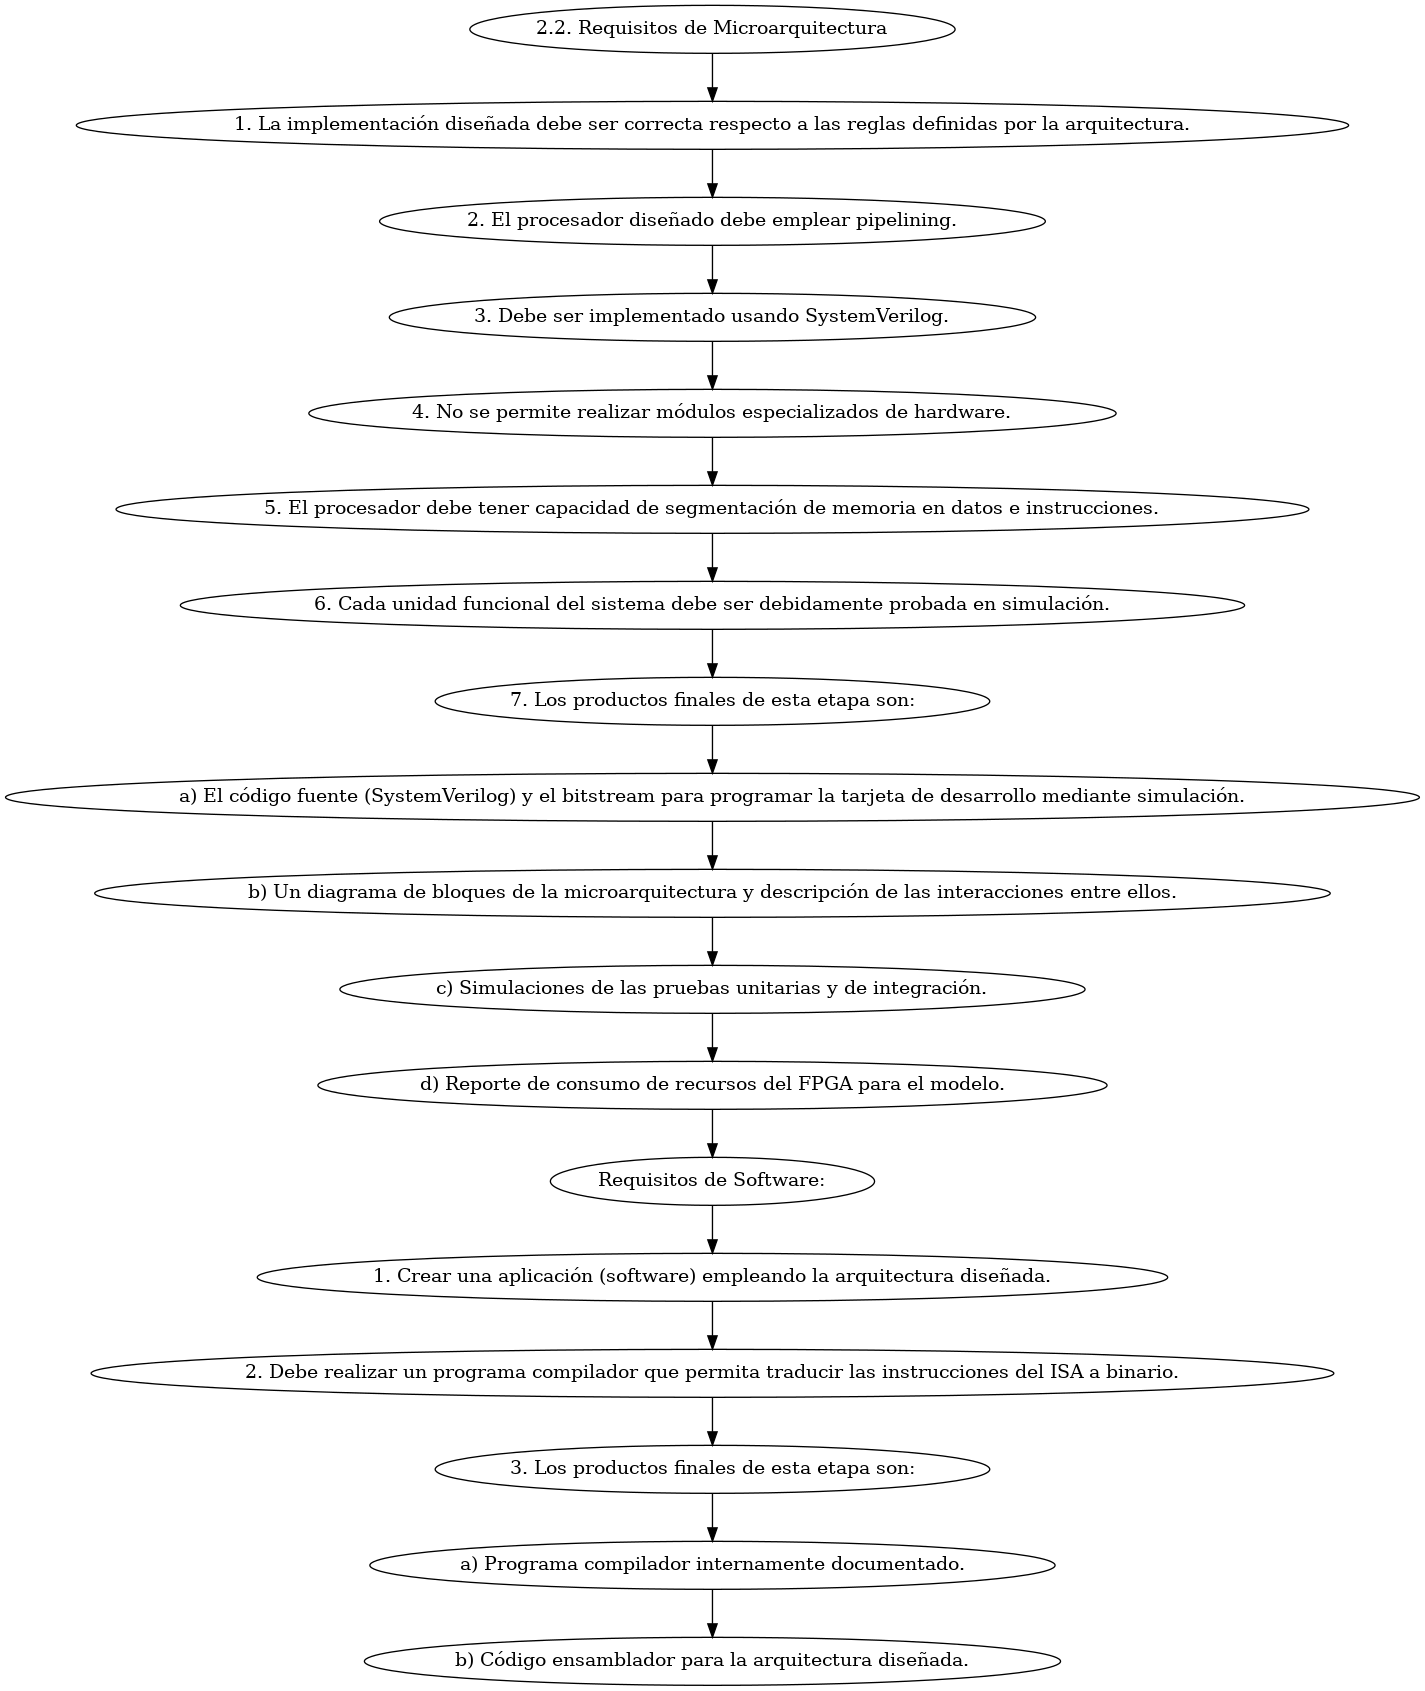 2.2. Requisitos de Microarquitectura
1. La implementación diseñada debe ser correcta respecto a las reglas definidas por la arquitectura.
2. El procesador diseñado debe emplear pipelining.
3. Debe ser implementado usando SystemVerilog.
4. No se permite realizar módulos especializados de hardware.
5. El procesador debe tener capacidad de segmentación de memoria en datos e instrucciones.
6. Cada unidad funcional del sistema debe ser debidamente probada en simulación.
7. Los productos finales de esta etapa son:
a) El código fuente (SystemVerilog) y el bitstream para programar la tarjeta de desarrollo mediante simulación.
b) Un diagrama de bloques de la microarquitectura y descripción de las interacciones entre ellos.
c) Simulaciones de las pruebas unitarias y de integración.
d) Reporte de consumo de recursos del FPGA para el modelo.
Requisitos de Software:
1. Crear una aplicación (software) empleando la arquitectura diseñada.
2. Debe realizar un programa compilador que permita traducir las instrucciones del ISA a binario.
3. Los productos finales de esta etapa son:
a) Programa compilador internamente documentado.
b) Código ensamblador para la arquitectura diseñada.